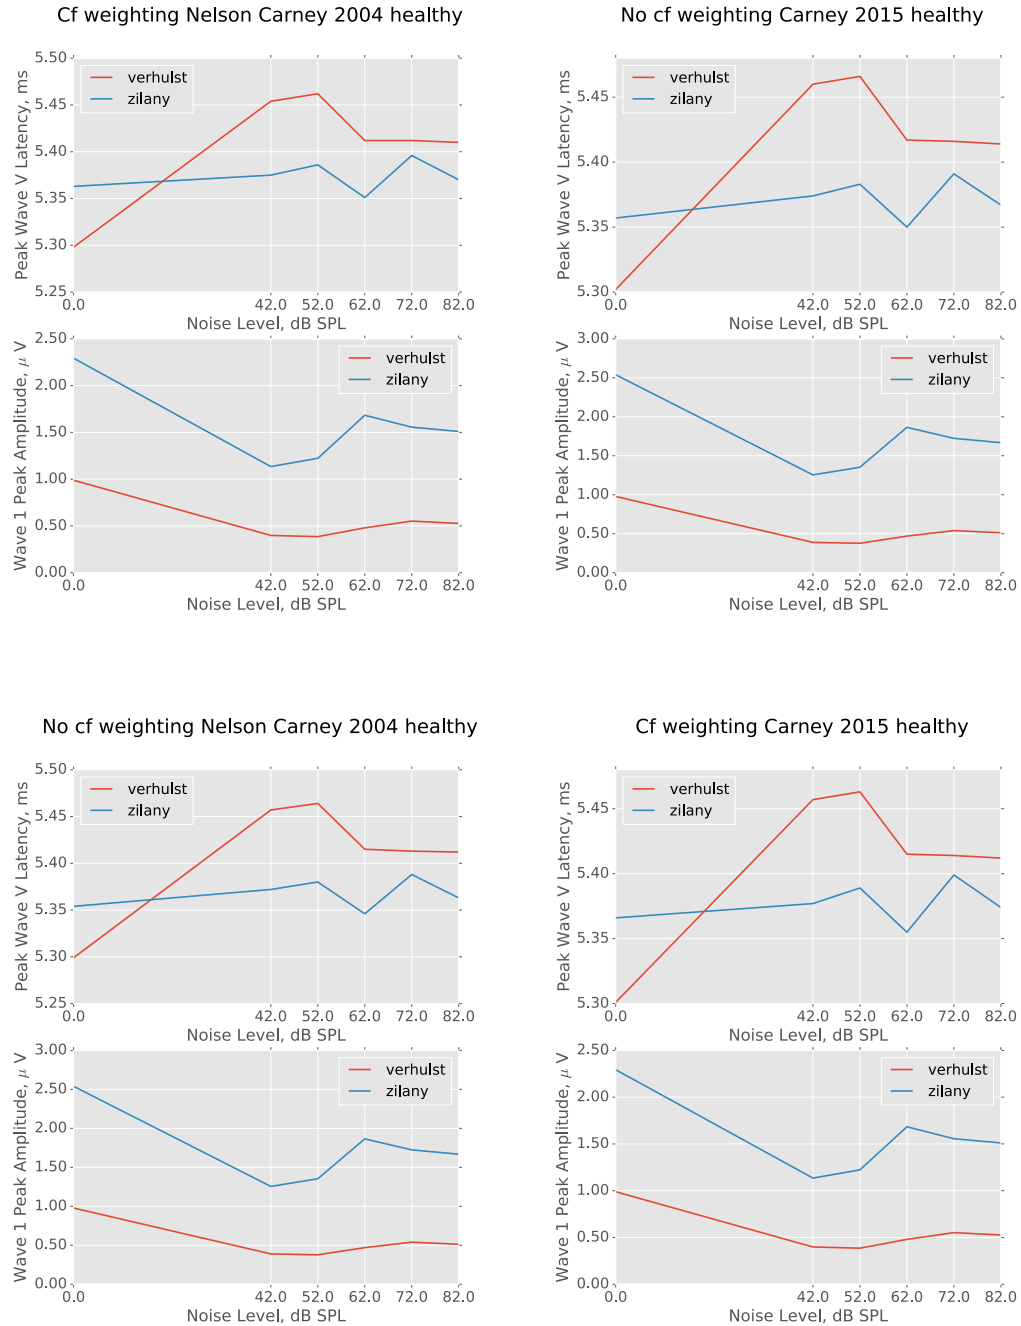 Cf weighting Nelson Carney 2004 healthy
5.50
5.45
5.40
5.35
5.30
5.25
Peak Wave V Latency, ms
verhulst
zilany
0.0 42.0 52.0 62.0 72.0 82.0
Noise Level, dB SPL
2.50
2.00
1.50
1.00
0.50
0.00
Wave 1 Peak Amplitude, μ V
verhulst
zilany
0.0 42.0 52.0 62.0 72.0 82.0
Noise Level, dB SPL
No cf weighting Carney 2015 healthy
5.45
5.40
5.35
5.30
Peak Wave V Latency, ms
verhulst
zilany
0.0 42.0 52.0 62.0 72.0 82.0
Noise Level, dB SPL
3.00
2.50
2.00
1.50
1.00
0.50
0.00
Wave 1 Peak Amplitude, μ V
verhulst
zilany
0.0 42.0 52.0 62.0 72.0 82.0
Noise Level, dB SPL
No cf weighting Nelson Carney 2004 healthy
5.50
5.45
5.40
5.35
5.30
5.25
Peak Wave V Latency, ms
verhulst
zilany
0.0 42.0 52.0 62.0 72.0 82.0
Noise Level, dB SPL
3.00
2.50
2.00
1.50
1.00
0.50
0.00
Wave 1 Peak Amplitude, μ V
verhulst
zilany
0.0 42.0 52.0 62.0 72.0 82.0
Noise Level, dB SPL
Cf weighting Carney 2015 healthy
5.45
5.40
5.35
5.30
Peak Wave V Latency, ms
verhulst
zilany
0.0 42.0 52.0 62.0 72.0 82.0
Noise Level, dB SPL
2.50
2.00
1.50
1.00
0.50
0.00
Wave 1 Peak Amplitude, μ V
verhulst
zilany
0.0 42.0 52.0 62.0 72.0 82.0
Noise Level, dB SPL